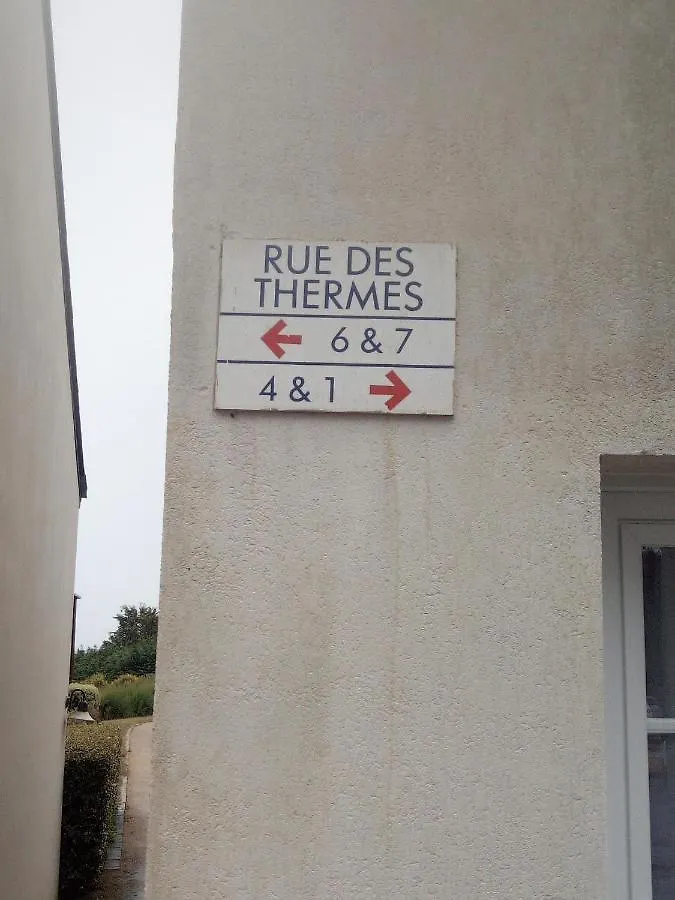 RUE DES
THERMES
← 6 & 7
4 & 1 →